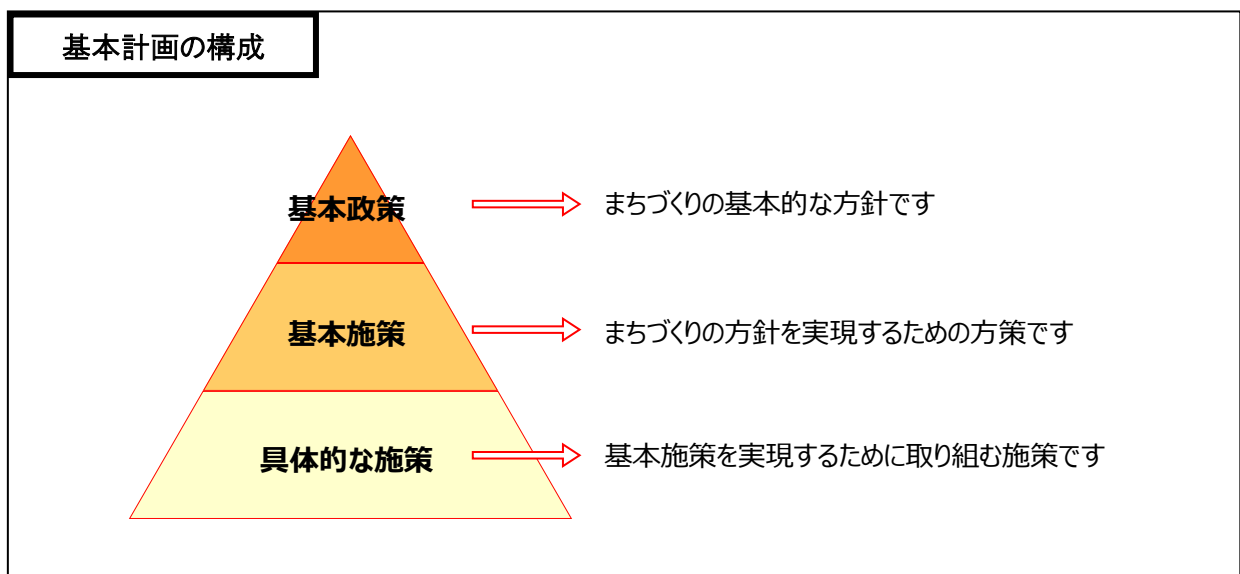 基本計画の構成
基本政策
まちづくりの基本的な方針です
基本施策
まちづくりの方針を実現するための方策です
具体的な施策
基本施策を実現するために取り組む施策です